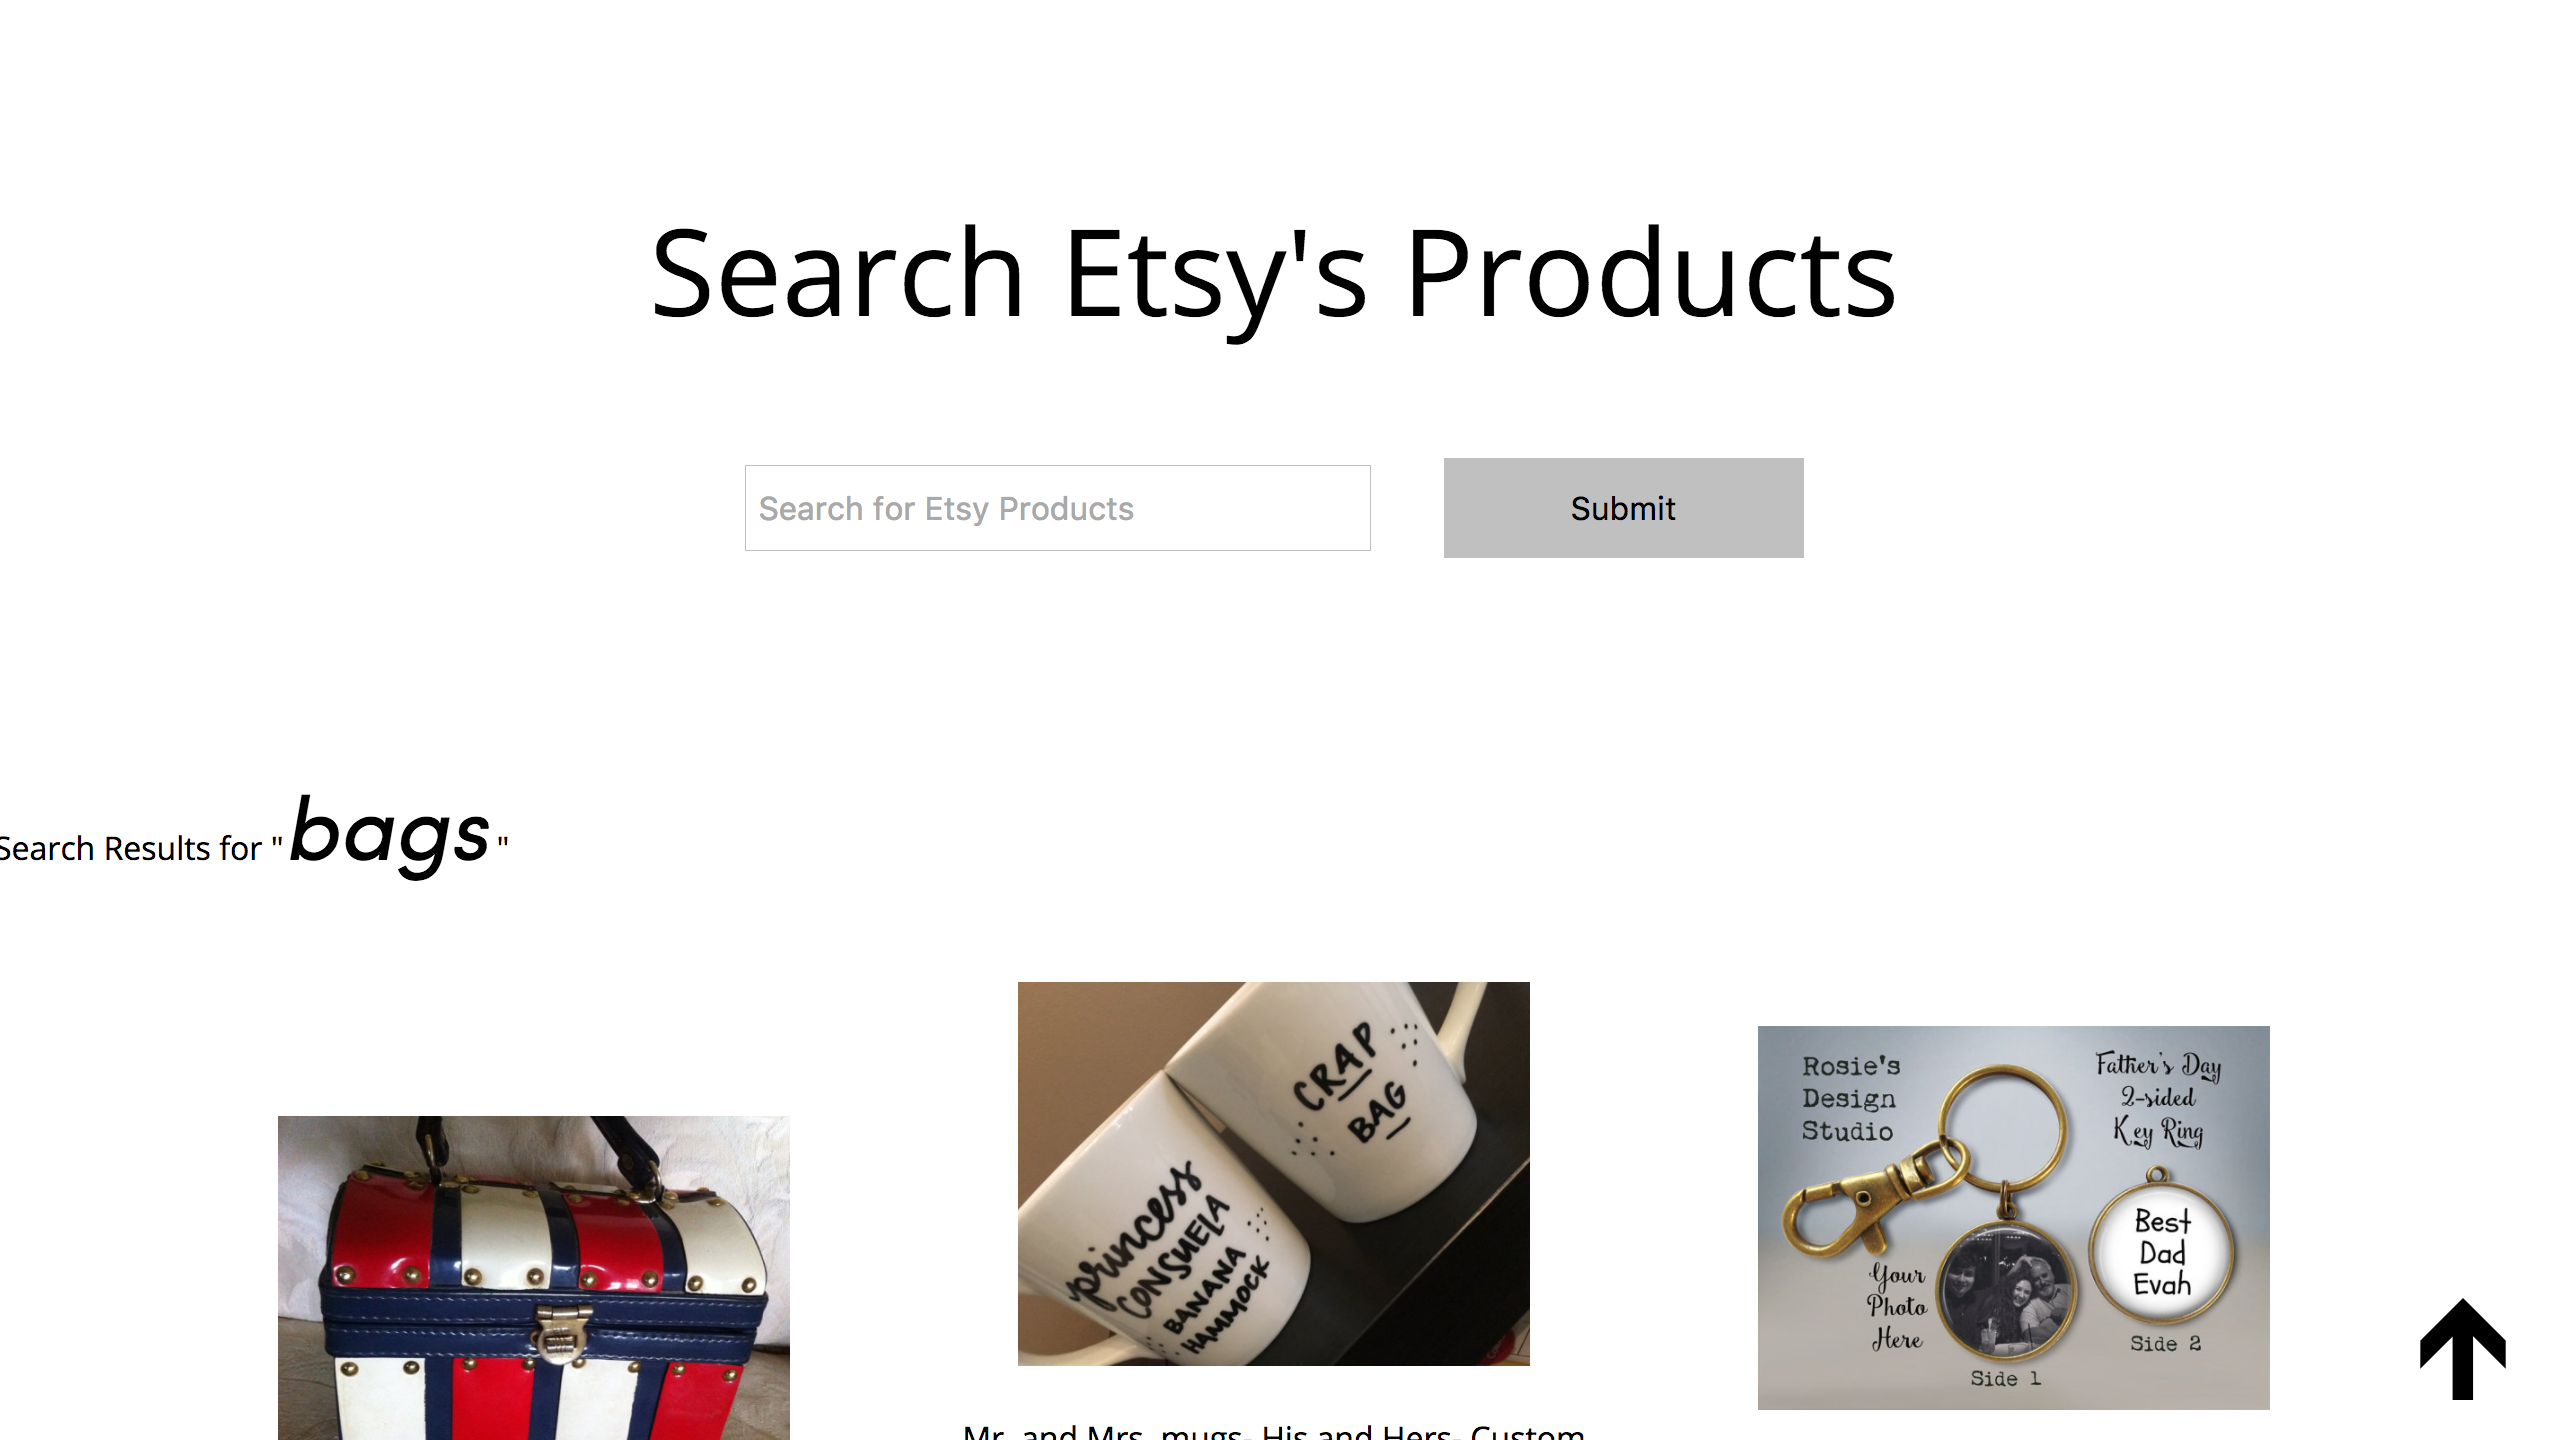 Search Etsy's Products
Search for Etsy Products
Submit
Search Results for "bags"
CRAP
BAG
princess
CONSUELA
BANANA
HAMMOCK
Rosie's
Design
Studio
Father's Day
2-sided
Key Ring
Best
Dad
Evah
Your
Photo
Here
Side 2
Side 1
Mr. and Mrs. mugs- His and Hers- Custom